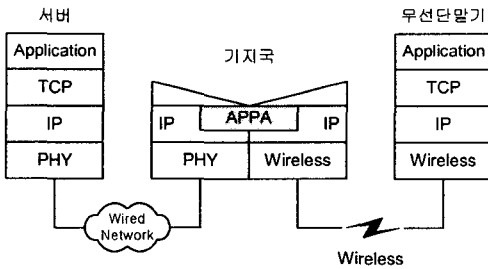 서버
Application
TCP
IP
PHY
기지국
IP
APPA
IP
PHY
Wireless
무선단말기
Application
TCP
IP
Wireless
Wired
Network
Wireless